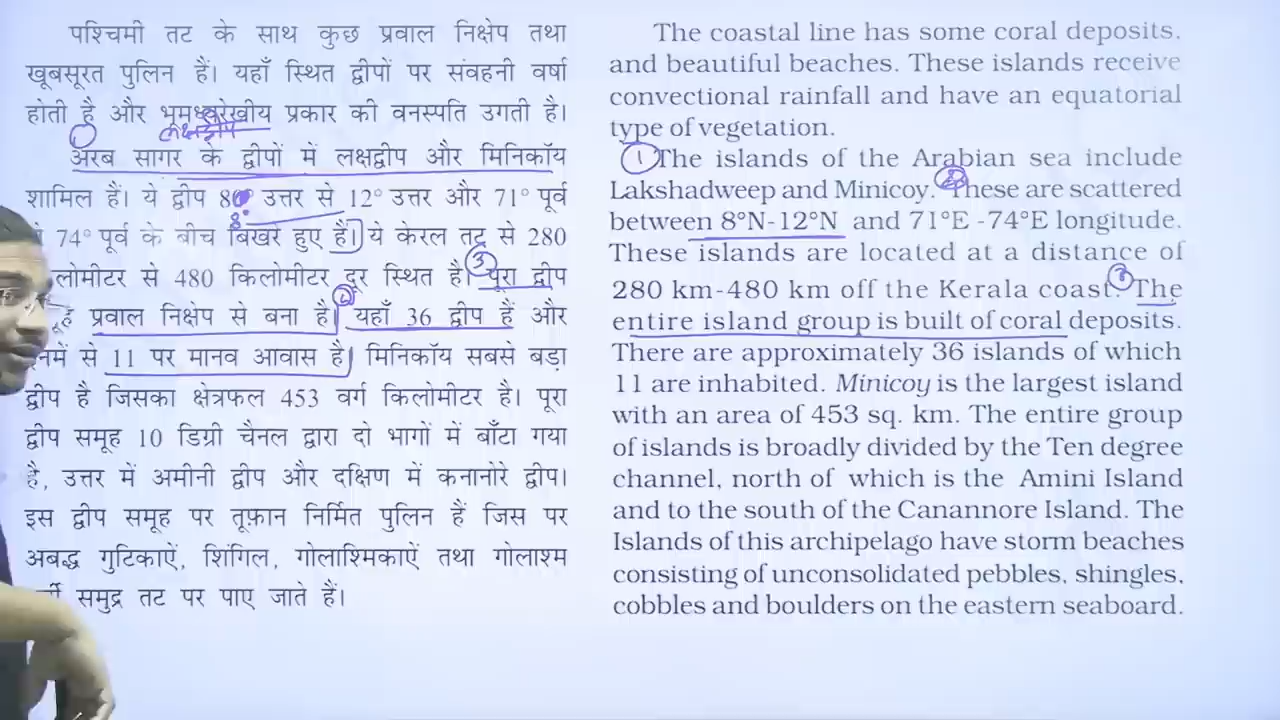 पश्चिमी तट के साथ कुछ प्रवाल निक्षेप तथा
खूबसूरत पुलिन हैं। यहाँ स्थित द्वीपों पर संवहनी वर्षा
होती है और भूमध्यरेखीय प्रकार की वनस्पति उगती है।
① लक्षद्वीप
अरब सागर के द्वीपों में लक्षद्वीप और मिनिकॉय
शामिल हैं। ये द्वीप 80° उत्तर से 12° उत्तर और 71° पूर्व
8°
74° पूर्व के बीच बिखरे हुए हैं। ये केरल तट से 280
लोमीटर से 480 किलोमीटर दूर स्थित है। ③ पूरा द्वीप
प्रवाल निक्षेप से बना है। यहाँ 36 द्वीप हैं और
नमें से 11 पर मानव आवास है। मिनिकॉय सबसे बड़ा
द्वीप है जिसका क्षेत्रफल 453 वर्ग किलोमीटर है। पूरा
द्वीप समूह 10 डिग्री चैनल द्वारा दो भागों में बाँटा गया
है, उत्तर में अमीनी द्वीप और दक्षिण में कनानोरे द्वीप।
इस द्वीप समूह पर तूफ़ान निर्मित पुलिन हैं जिस पर
अबद्ध गुटिकाऐं, शिंगिल, गोलाश्मिकाऐं तथा गोलाश्म
समुद्र तट पर पाए जाते हैं।
The coastal line has some coral deposits,
and beautiful beaches. These islands receive
convectional rainfall and have an equatorial
type of vegetation.
① The islands of the Arabian sea include
Lakshadweep and Minicoy. ② These are scattered
between 8°N-12°N and 71°E -74°E longitude.
These islands are located at a distance of
280 km-480 km off the Kerala coast. ③ The
entire island group is built of coral deposits.
There are approximately 36 islands of which
11 are inhabited. Minicoy is the largest island
with an area of 453 sq. km. The entire group
of islands is broadly divided by the Ten degree
channel, north of which is the Amini Island
and to the south of the Canannore Island. The
Islands of this archipelago have storm beaches
consisting of unconsolidated pebbles, shingles,
cobbles and boulders on the eastern seaboard.